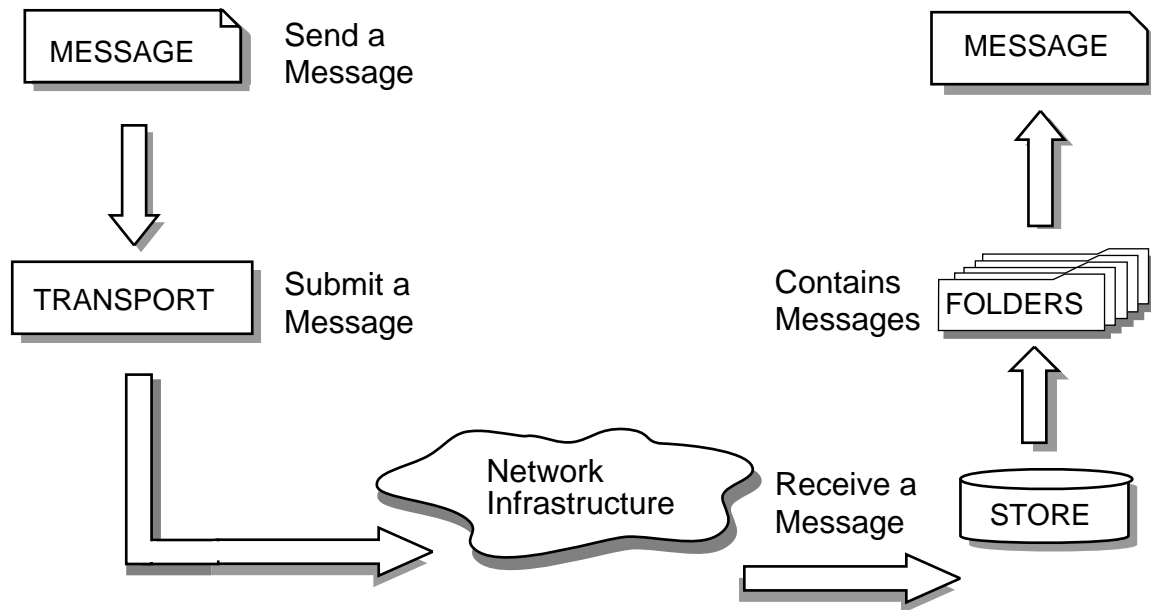 MESSAGE
Send a
Message
TRANSPORT
Submit a
Message
Network
Infrastructure
Receive a
Message
STORE
Contains
Messages
FOLDERS
MESSAGE